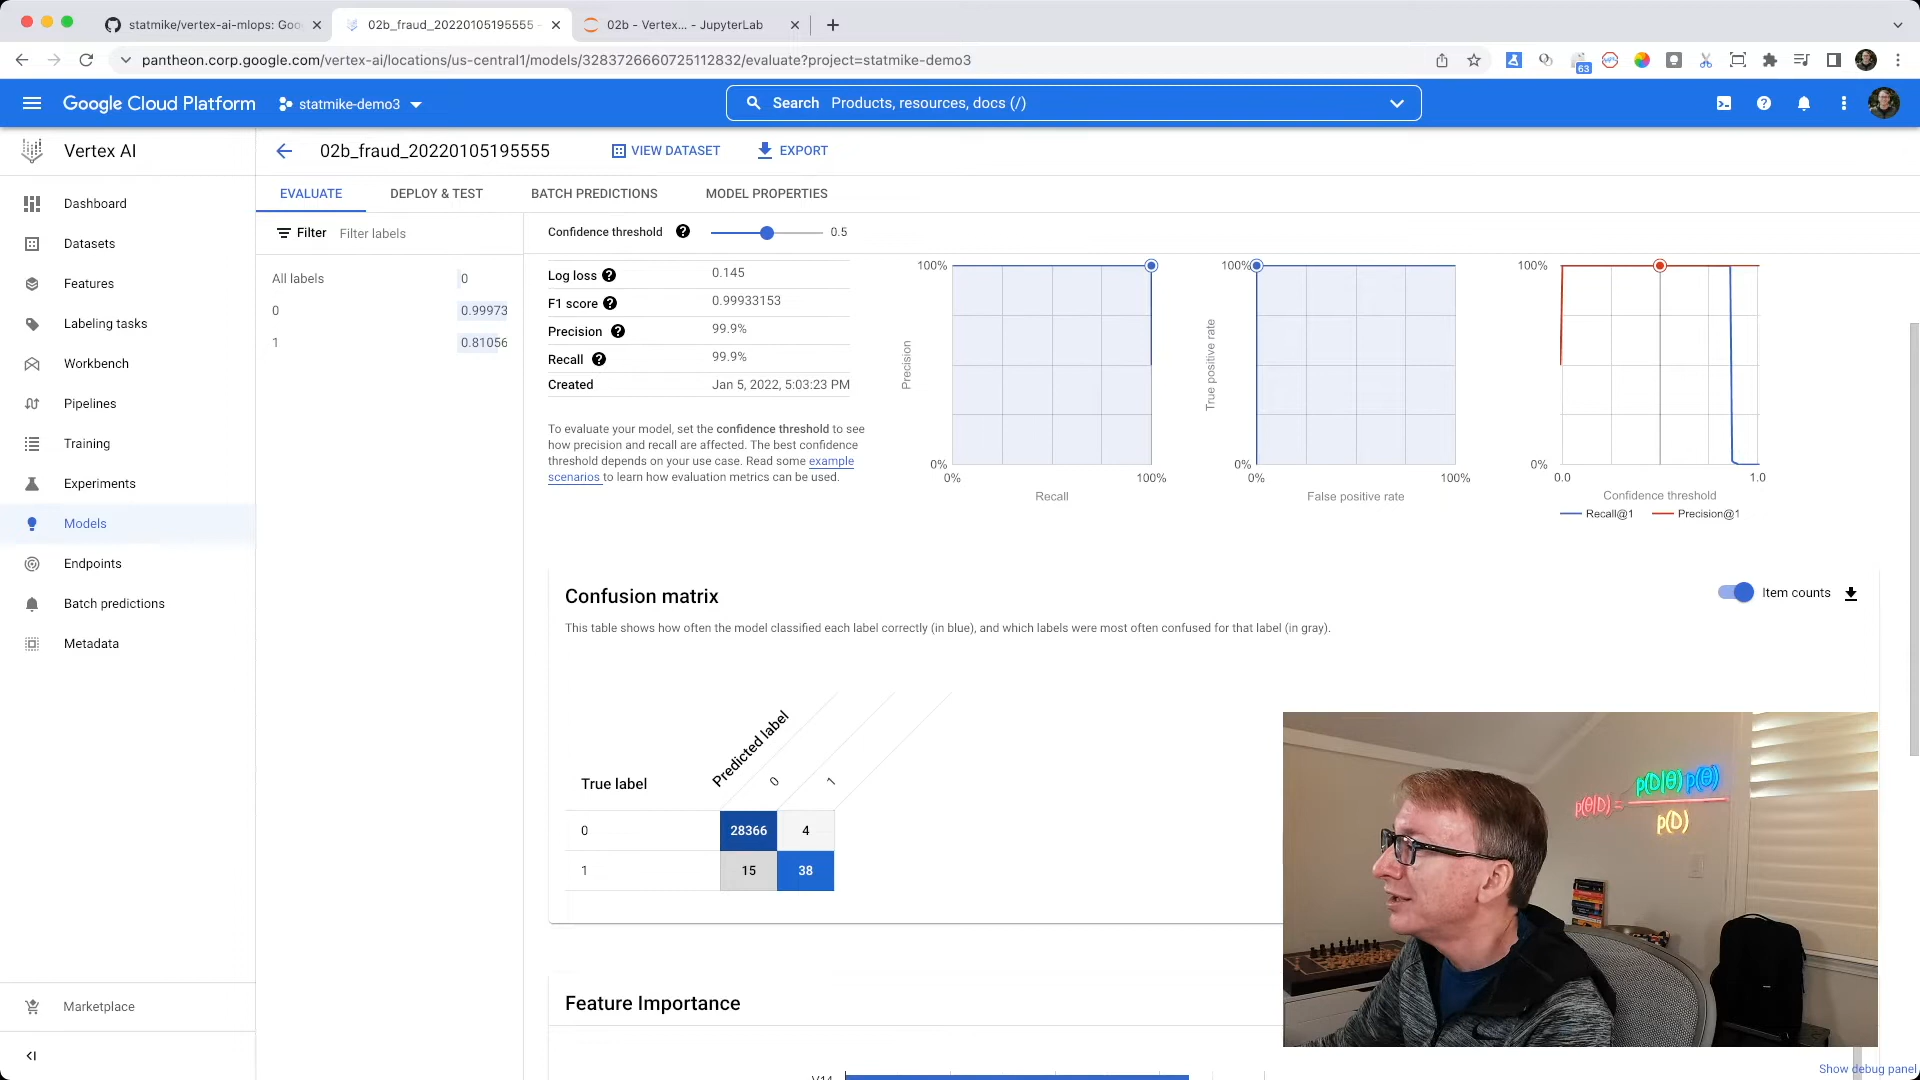 statmike/vertex-ai-mlops: Goo
02b_fraud_20220105195555 -
02b - Vertex... - JupyterLab
pantheon.corp.google.com/vertex-ai/locations/us-central1/models/3283726660725112832/evaluate?project=statmike-demo3
63
Google Cloud Platform
statmike-demo3
Search Products, resources, docs (/)
Vertex AI
02b_fraud_20220105195555
VIEW DATASET
EXPORT
EVALUATE
DEPLOY & TEST
BATCH PREDICTIONS
MODEL PROPERTIES
Dashboard
Datasets
Features
Labeling tasks
Workbench
Pipelines
Training
Experiments
Models
Endpoints
Batch predictions
Metadata
Marketplace
Filter Filter labels
All labels 0
0 0.99973
1 0.81056
Confidence threshold 0.5
Log loss 0.145
F1 score 0.99933153
Precision 99.9%
Recall 99.9%
Created Jan 5, 2022, 5:03:23 PM
To evaluate your model, set the confidence threshold to see
how precision and recall are affected. The best confidence
threshold depends on your use case. Read some example
scenarios to learn how evaluation metrics can be used.
100%
Precision
0%
0% 100%
Recall
100%
True positive rate
0%
0% 100%
False positive rate
100%
0%
0.0 1.0
Confidence threshold
Recall@1 Precision@1
Confusion matrix
Item counts
This table shows how often the model classified each label correctly (in blue), and which labels were most often confused for that label (in gray).
Predicted label
True label 0 1
0 28366 4
1 15 38
p(θ|D) = p(D|θ) p(θ)
p(D)
Feature Importance
V14
Show debug panel